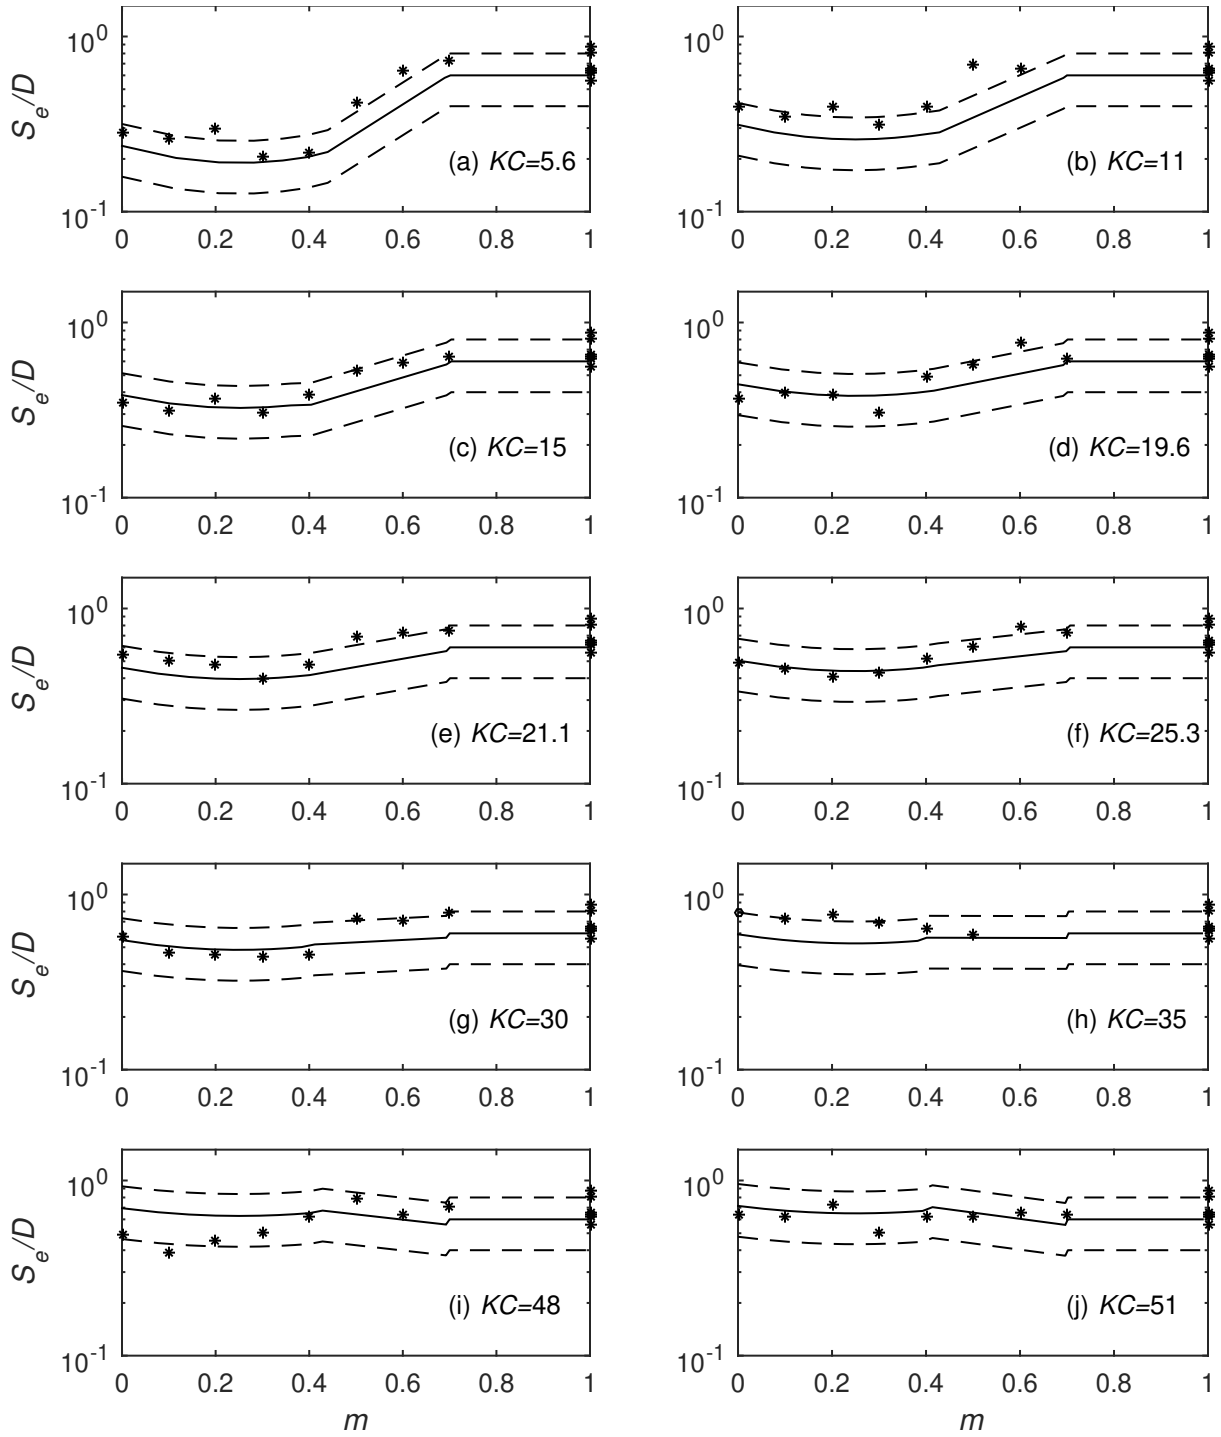 10^0
S_e/D
(a) KC=5.6
10^-1
0 0.2 0.4 0.6 0.8 1
10^0
(b) KC=11
10^-1
0 0.2 0.4 0.6 0.8 1
10^0
S_e/D
(c) KC=15
10^-1
0 0.2 0.4 0.6 0.8 1
10^0
(d) KC=19.6
10^-1
0 0.2 0.4 0.6 0.8 1
10^0
S_e/D
(e) KC=21.1
10^-1
0 0.2 0.4 0.6 0.8 1
10^0
(f) KC=25.3
10^-1
0 0.2 0.4 0.6 0.8 1
10^0
S_e/D
(g) KC=30
10^-1
0 0.2 0.4 0.6 0.8 1
10^0
(h) KC=35
10^-1
0 0.2 0.4 0.6 0.8 1
10^0
S_e/D
(i) KC=48
10^-1
0 0.2 0.4 0.6 0.8 1
m
10^0
(j) KC=51
10^-1
0 0.2 0.4 0.6 0.8 1
m